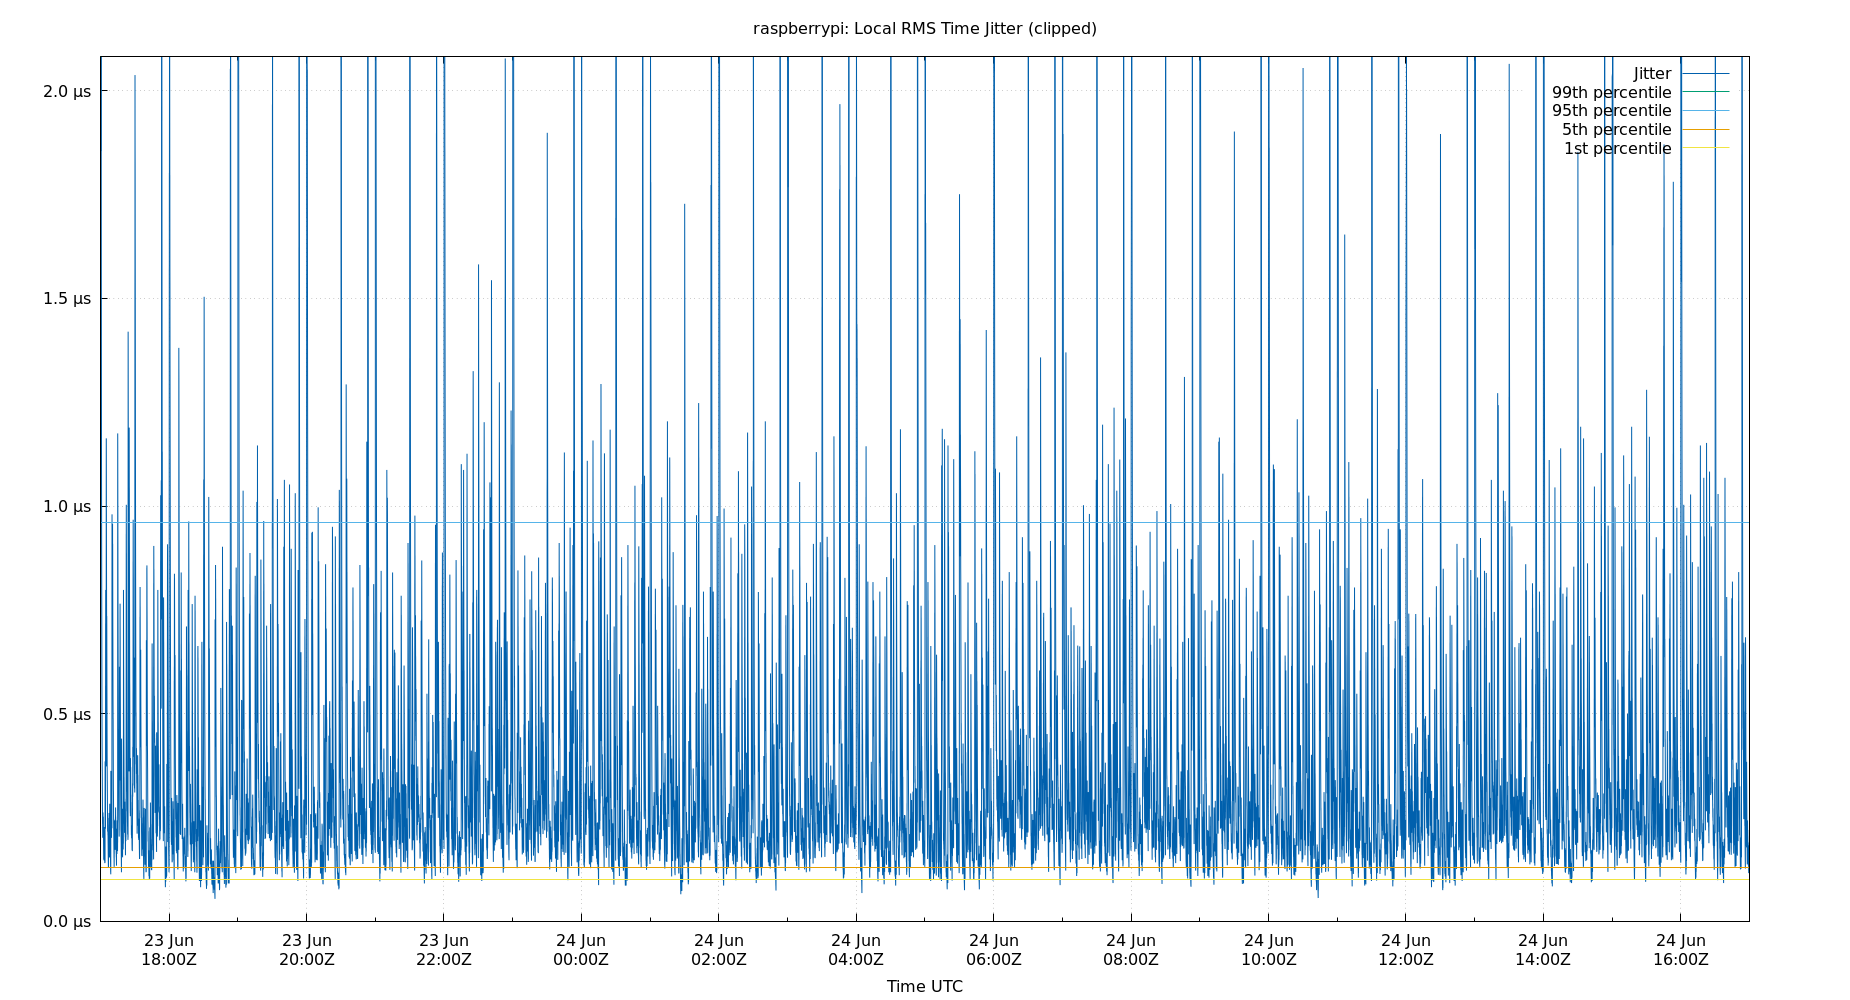 raspberrypi: Local RMS Time Jitter (clipped)
2.0 µs
1.5 µs
1.0 µs
0.5 µs
0.0 µs
Jitter
99th percentile
95th percentile
5th percentile
1st percentile
23 Jun 23 Jun 23 Jun 24 Jun 24 Jun 24 Jun 24 Jun 24 Jun 24 Jun 24 Jun 24 Jun 24 Jun
18:00Z 20:00Z 22:00Z 00:00Z 02:00Z 04:00Z 06:00Z 08:00Z 10:00Z 12:00Z 14:00Z 16:00Z
Time UTC